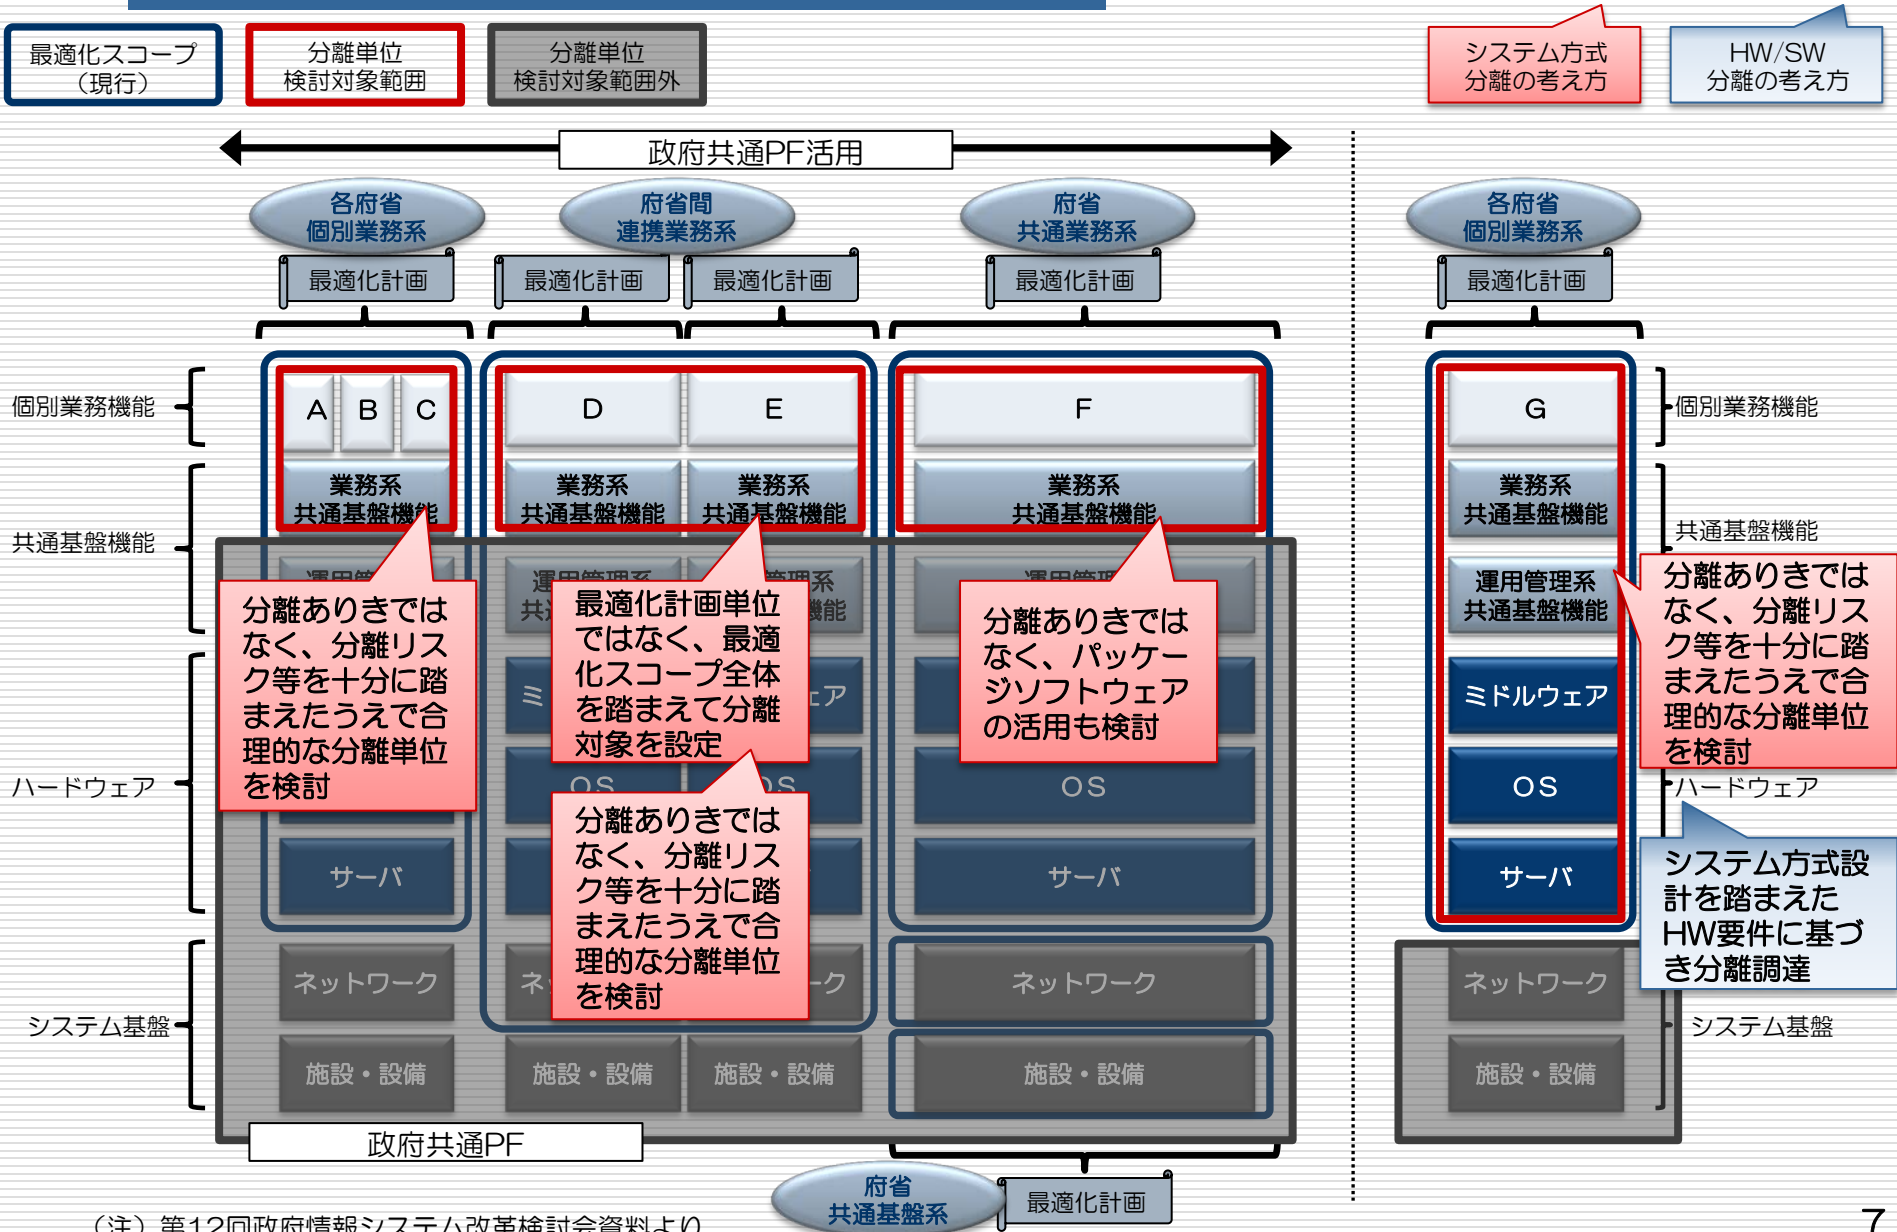 最適化スコープ
（現行）
分離単位
検討対象範囲
分離単位
検討対象範囲外
システム方式
分離の考え方
HW/SW
分離の考え方
政府共通PF活用
各府省
個別業務系
府省間
連携業務系
府省
共通業務系
各府省
個別業務系
最適化計画
最適化計画
最適化計画
最適化計画
最適化計画
個別業務機能
A
B
C
D
E
F
G
個別業務機能
業務系
共通基盤機能
業務系
共通基盤機能
業務系
共通基盤機能
業務系
共通基盤機能
業務系
共通基盤機能
共通基盤機能
共通基盤機能
運用管理系
共通基盤機能
分離ありきでは
なく、分離リス
ク等を十分に踏
まえたうえで合
理的な分離単位
を検討
最適化計画単位
ではなく、最適
化スコープ全体
を踏まえて分離
対象を設定
分離ありきでは
なく、パッケー
ジソフトウェア
の活用も検討
分離ありきでは
なく、分離リス
ク等を十分に踏
まえたうえで合
理的な分離単位
を検討
ミドルウェア
ハードウェア
OS
OS
OS
OS
ハードウェア
分離ありきでは
なく、分離リス
ク等を十分に踏
まえたうえで合
理的な分離単位
を検討
システム方式設
計を踏まえた
HW要件に基づ
き分離調達
サーバ
サーバ
サーバ
ネットワーク
ネットワーク
ネットワーク
システム基盤
システム基盤
施設・設備
施設・設備
施設・設備
施設・設備
施設・設備
政府共通PF
府省
共通基盤系
最適化計画
（注）第12回政府情報システム改革検討会資料より
7